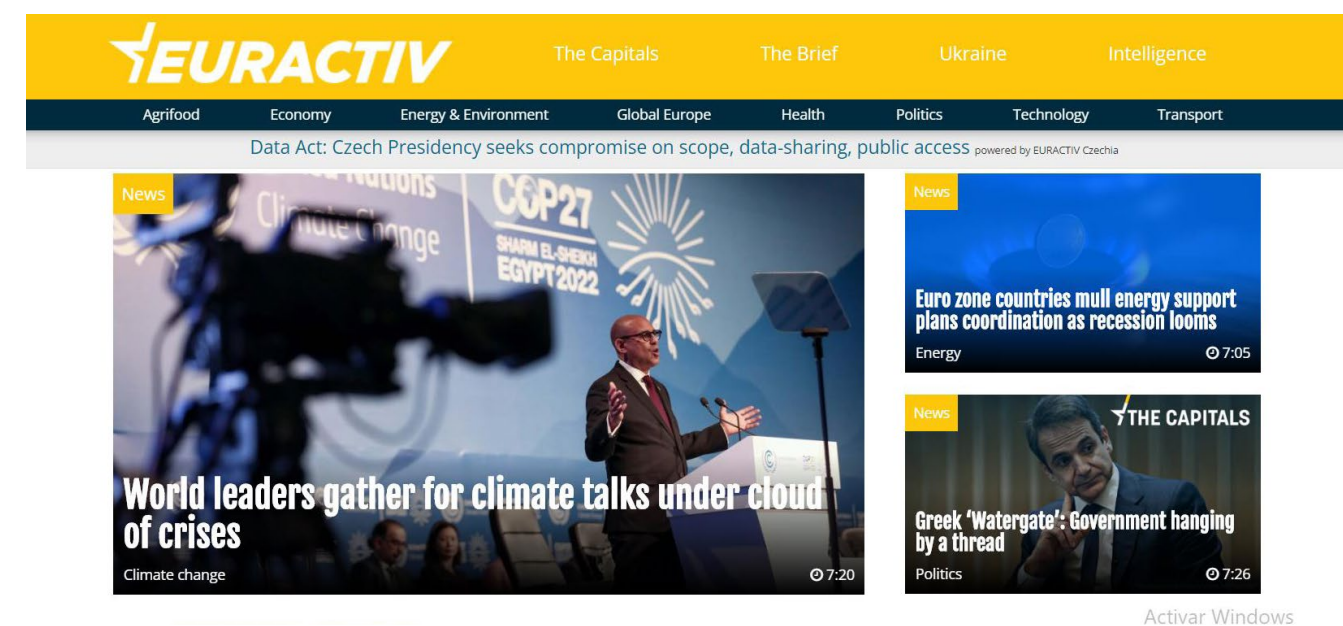 EURACTIV
The Capitals The Brief Ukraine Intelligence
Agrifood Economy Energy & Environment Global Europe Health Politics Technology Transport
Data Act: Czech Presidency seeks compromise on scope, data-sharing, public access powered by EURACTIV Czechia
News
Nations
Climate Change
COP27
SHARM EL-SHEIKH
EGYPT2022
World leaders gather for climate talks under cloud
of crises
Climate change 7:20
News
Euro zone countries mull energy support
plans coordination as recession looms
Energy 7:05
News
THE CAPITALS
Greek ‘Watergate’: Government hanging
by a thread
Politics 7:26
Activar Windows